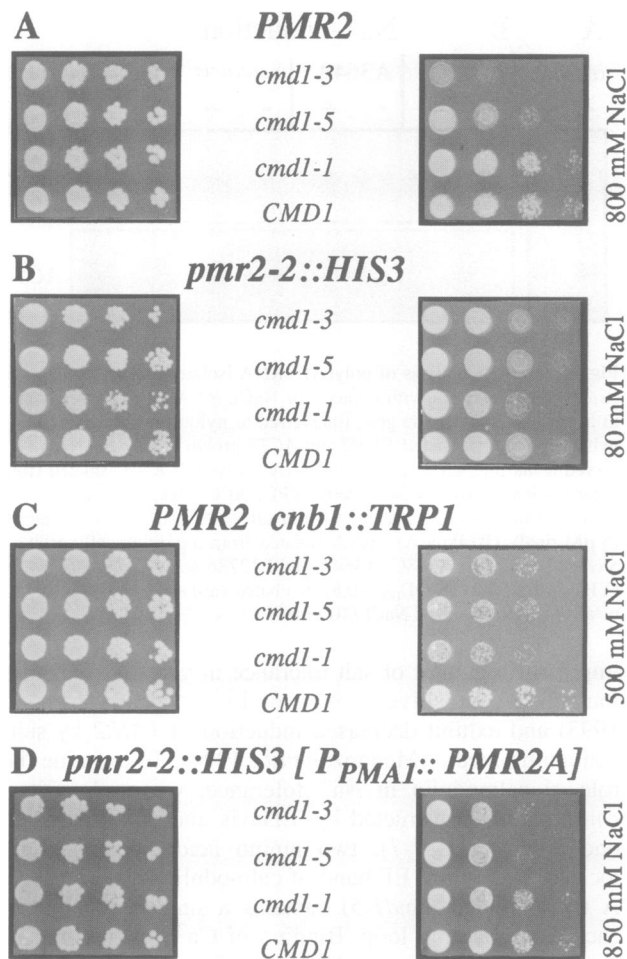 A PMR2
cmd1-3
cmd1-5
cmd1-1
CMD1
800 mM NaCl
B pmr2-2::HIS3
cmd1-3
cmd1-5
cmd1-1
CMD1
80 mM NaCl
C PMR2 cnb1::TRP1
cmd1-3
cmd1-5
cmd1-1
CMD1
500 mM NaCl
D pmr2-2::HIS3 [ PPMA1:: PMR2A]
cmd1-3
cmd1-5
cmd1-1
CMD1
850 mM NaCl